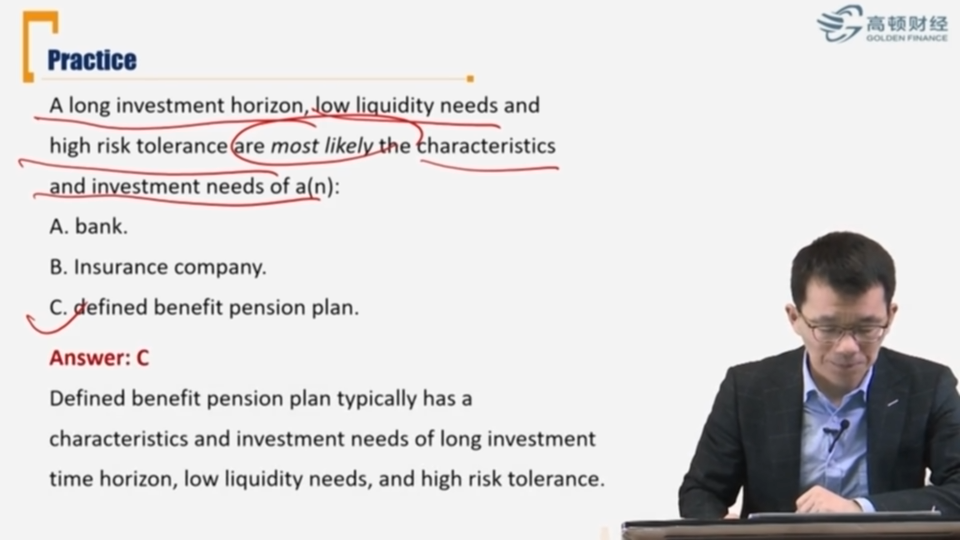 Practice
高顿财经
GOLDEN FINANCE
A long investment horizon, low liquidity needs and
high risk tolerance are most likely the characteristics
and investment needs of a(n):
A. bank.
B. Insurance company.
C. defined benefit pension plan.
Answer: C
Defined benefit pension plan typically has a
characteristics and investment needs of long investment
time horizon, low liquidity needs, and high risk tolerance.